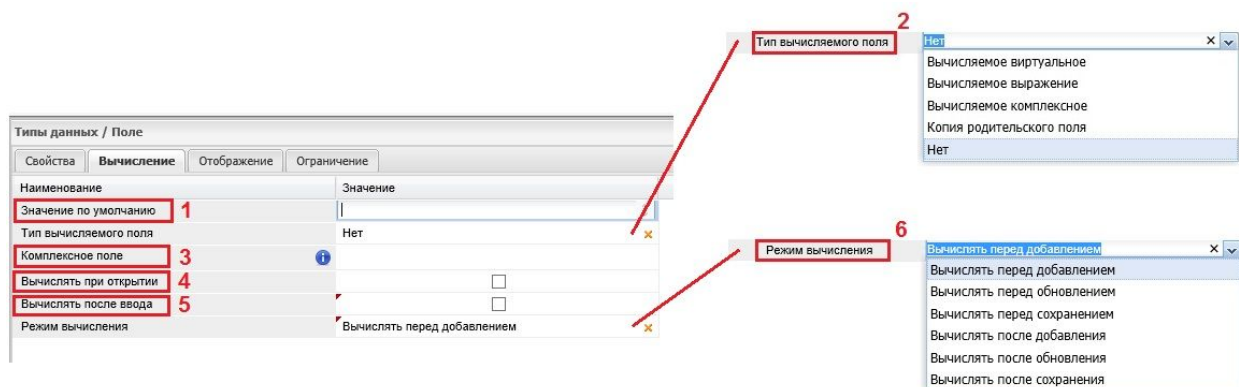 2
Тип вычисляемого поля
Нет
Вычисляемое виртуальное
Вычисляемое выражение
Вычисляемое комплексное
Копия родительского поля
Нет
Типы данных / Поле
Свойства Вычисление Отображение Ограничение
Наименование Значение
Значение по умолчанию 1
Тип вычисляемого поля Нет
Комплексное поле 3
Вычислять при открытии 4
Вычислять после ввода 5
Режим вычисления Вычислять перед добавлением
6
Режим вычисления
Вычислять перед добавлением
Вычислять перед добавлением
Вычислять перед обновлением
Вычислять перед сохранением
Вычислять после добавления
Вычислять после обновления
Вычислять после сохранения